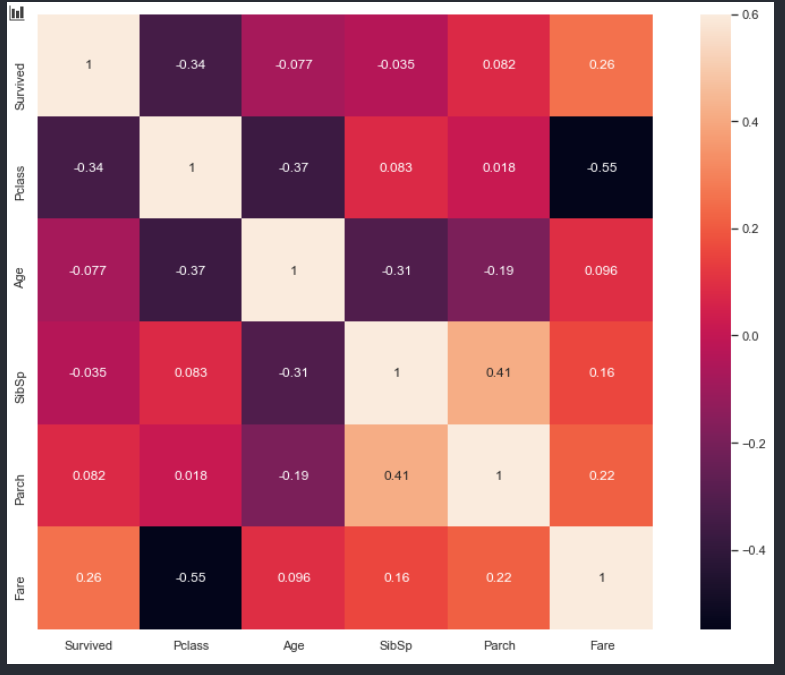 0.6
Survived 1 -0.34 -0.077 -0.035 0.082 0.26
0.4
Pclass -0.34 1 -0.37 0.083 0.018 -0.55
0.2
Age -0.077 -0.37 1 -0.31 -0.19 0.096
0.0
SibSp -0.035 0.083 -0.31 1 0.41 0.16
−0.2
Parch 0.082 0.018 -0.19 0.41 1 0.22
−0.4
Fare 0.26 -0.55 0.096 0.16 0.22 1
Survived Pclass Age SibSp Parch Fare